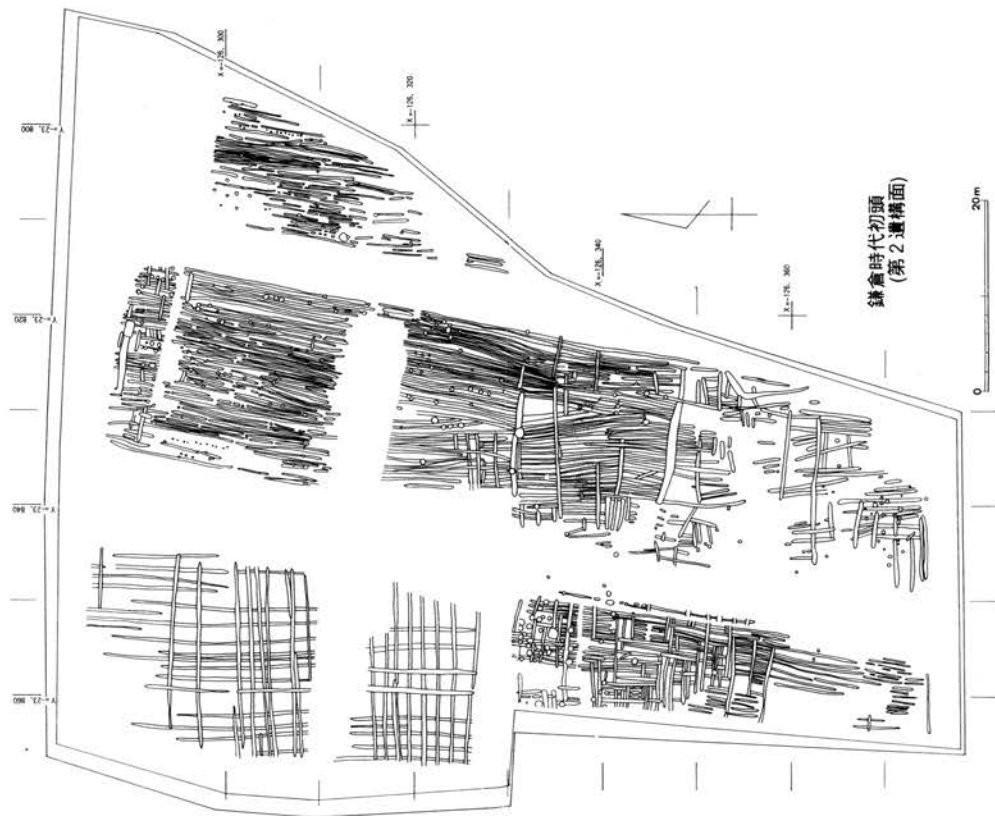 X=-126, 300
X=-126, 320
X=-126, 340
X=-126, 360
Y=-23, 800
Y=-23, 820
Y=-23, 840
Y=-23, 860
鎌倉時代初頭
(第2遺構面)
0
20m